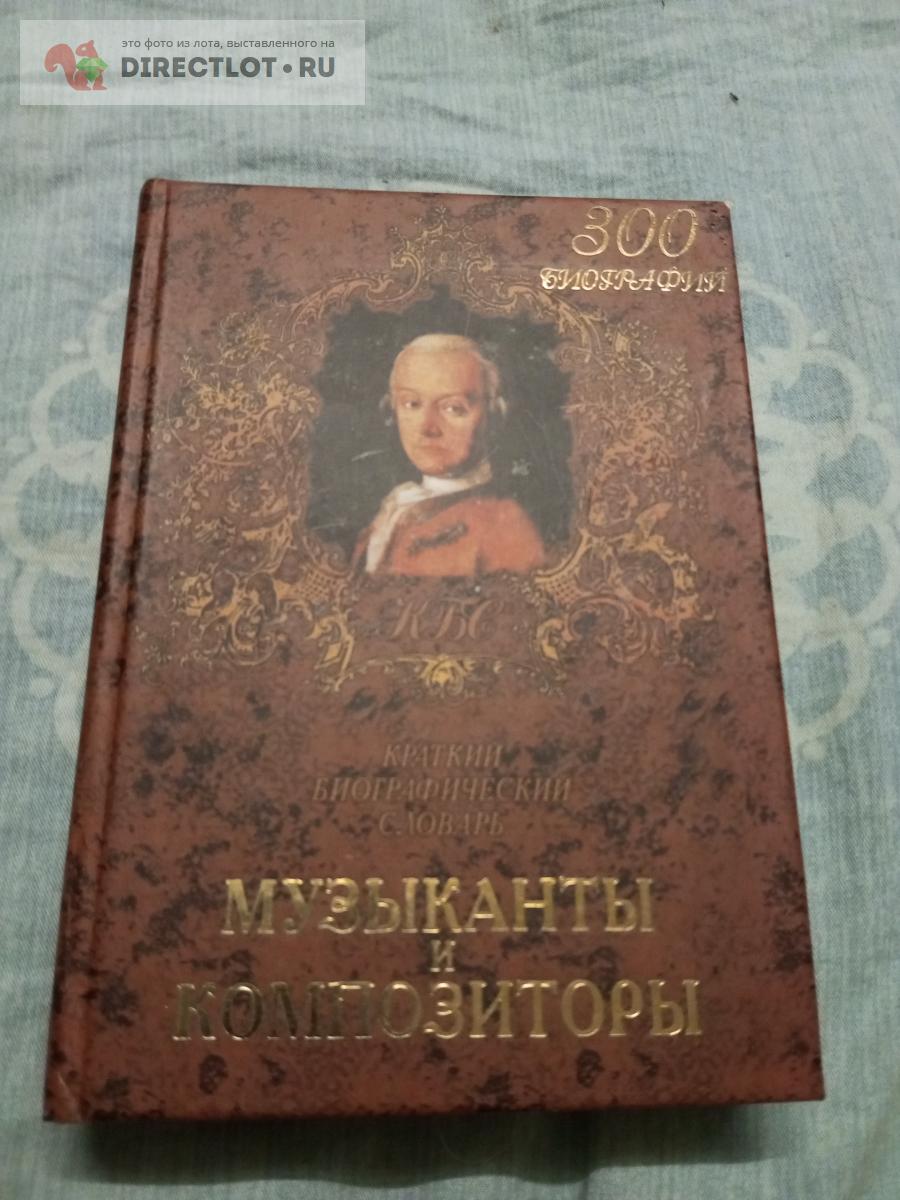 это фото из лота, выставленного на
DIRECTLOT•RU
300
БИОГРАФИЙ
КБС
КРАТКИЙ
БИОГРАФИЧЕСКИЙ
СЛОВАРЬ
МУЗЫКАНТЫ
И
КОМПОЗИТОРЫ